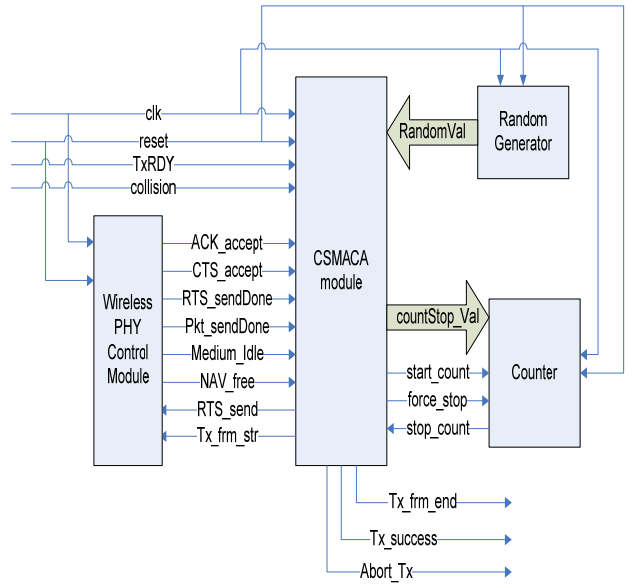 clk
reset
TxRDY
collision
RandomVal
Random
Generator
CSMACA
module
Wireless
PHY
Control
Module
ACK_accept
CTS_accept
RTS_sendDone
Pkt_sendDone
Medium_Idle
NAV_free
RTS_send
Tx_frm_str
countStop_Val
start_count
force_stop
stop_count
Counter
Tx_frm_end
Tx_success
Abort_Tx